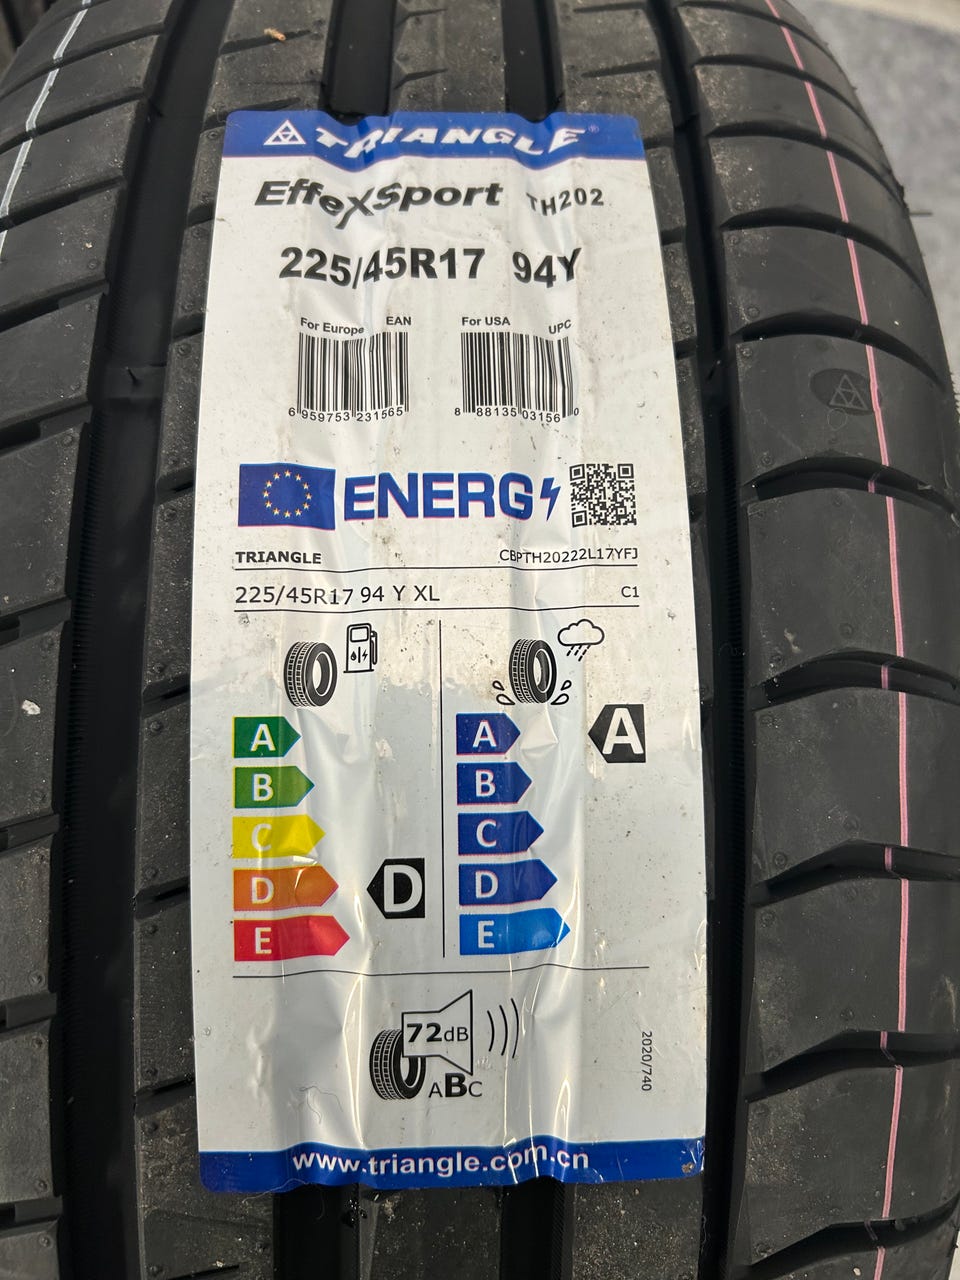 TRIANGLE®
EffeXSport TH202
225/45R17 94Y
For Europe EAN For USA UPC
6 959753 231565 8 88135 03156 0
ENERG
TRIANGLE CBPTH20222L17YFJ
225/45R17 94 Y XL C1
A A A
B B
C C
D D D
E E
72dB
ABC
2020/740
www.triangle.com.cn